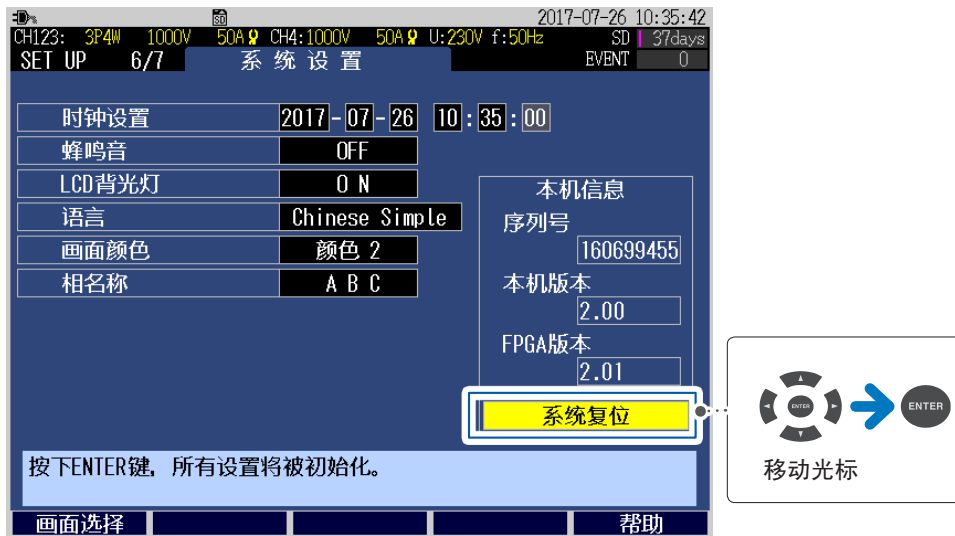 SD 2017-07-26 10:35:42
CH123: 3P4W 1000V 50A CH4:1000V 50A U:230V f:50Hz SD 37days
SET UP 6/7 系统设置 EVENT 0
时钟设置 2017-07-26 10:35:00
蜂鸣音 OFF
LCD背光灯 O N
语言 Chinese Simple
画面颜色 颜色 2
相名称 A B C
本机信息
序列号
160699455
本机版本
2.00
FPGA版本
2.01
系统复位
按下ENTER键, 所有设置将被初始化。
画面选择 帮助
ENTER ENTER
移动光标